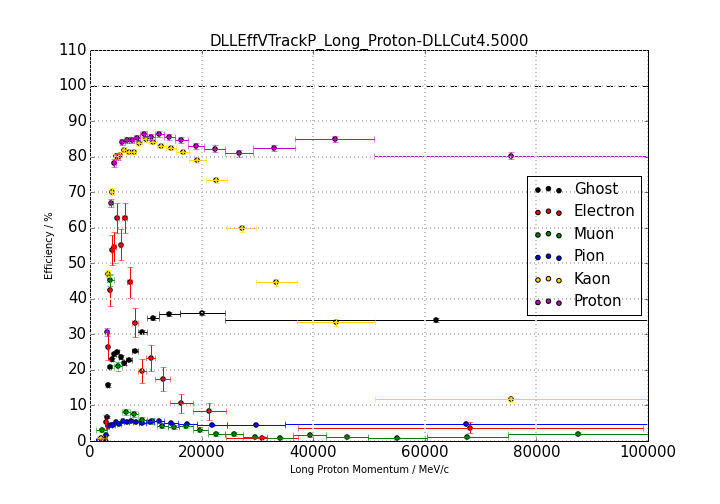 DLLEffVTrackP_Long_Proton-DLLCut4.5000
110
100
90
80
70
60
50
40
30
20
10
0
Efficiency / %
Ghost
Electron
Muon
Pion
Kaon
Proton
0 20000 40000 60000 80000 100000
Long Proton Momentum / MeV/c